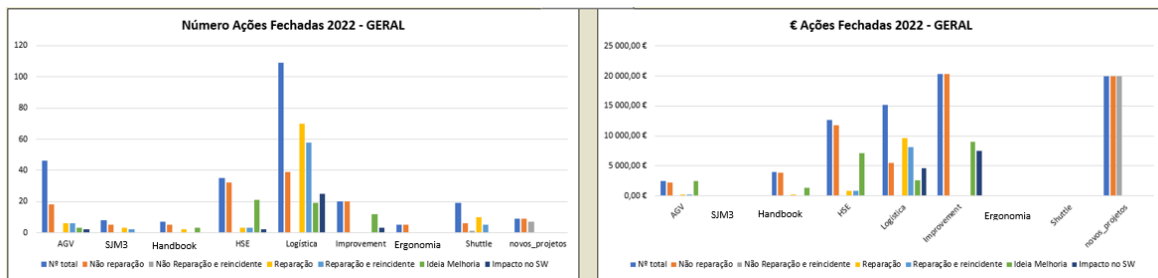 Número Ações Fechadas 2022 - GERAL
120
100
80
60
40
20
0
AGV SJM3 Handbook HSE Logística Improvement Ergonomia Shuttle novos_projetos
Nº total Não reparação Não Reparação e reincidente Reparação Reparação e reincidente Ideia Melhoria Impacto no SW
€ Ações Fechadas 2022 - GERAL
25 000,00 €
20 000,00 €
15 000,00 €
10 000,00 €
5 000,00 €
0,00 €
AGV SJM3 Handbook HSE Logística Improvement Ergonomia Shuttle novos_projetos
Nº total Não reparação Não Reparação e reincidente Reparação Reparação e reincidente Ideia Melhoria Impacto no SW